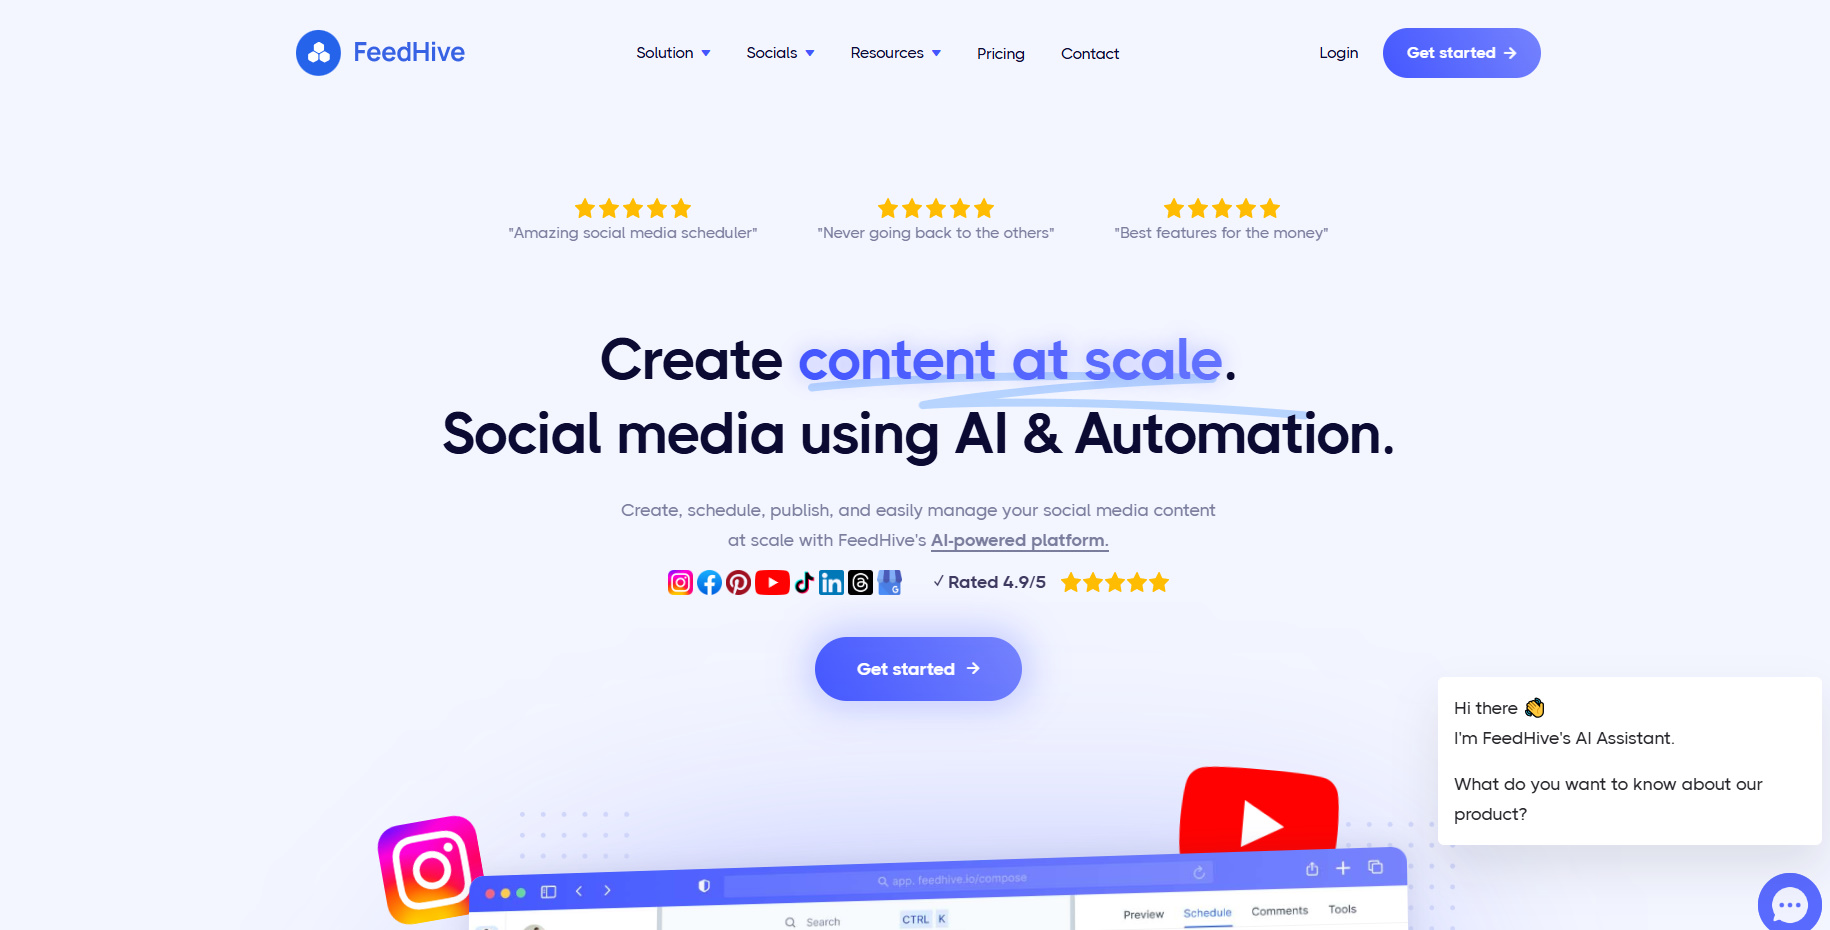 FeedHive
Solution
Socials
Resources
Pricing
Contact
Login
Get started
"Amazing social media scheduler"
"Never going back to the others"
"Best features for the money"
Create content at scale.
Social media using AI & Automation.
Create, schedule, publish, and easily manage your social media content
at scale with FeedHive's AI-powered platform.
✓ Rated 4.9/5
Get started
Hi there 👋
I'm FeedHive's AI Assistant.
What do you want to know about our
product?
app. feedhive.io/compose
Search
CTRL K
Preview
Schedule
Comments
Tools